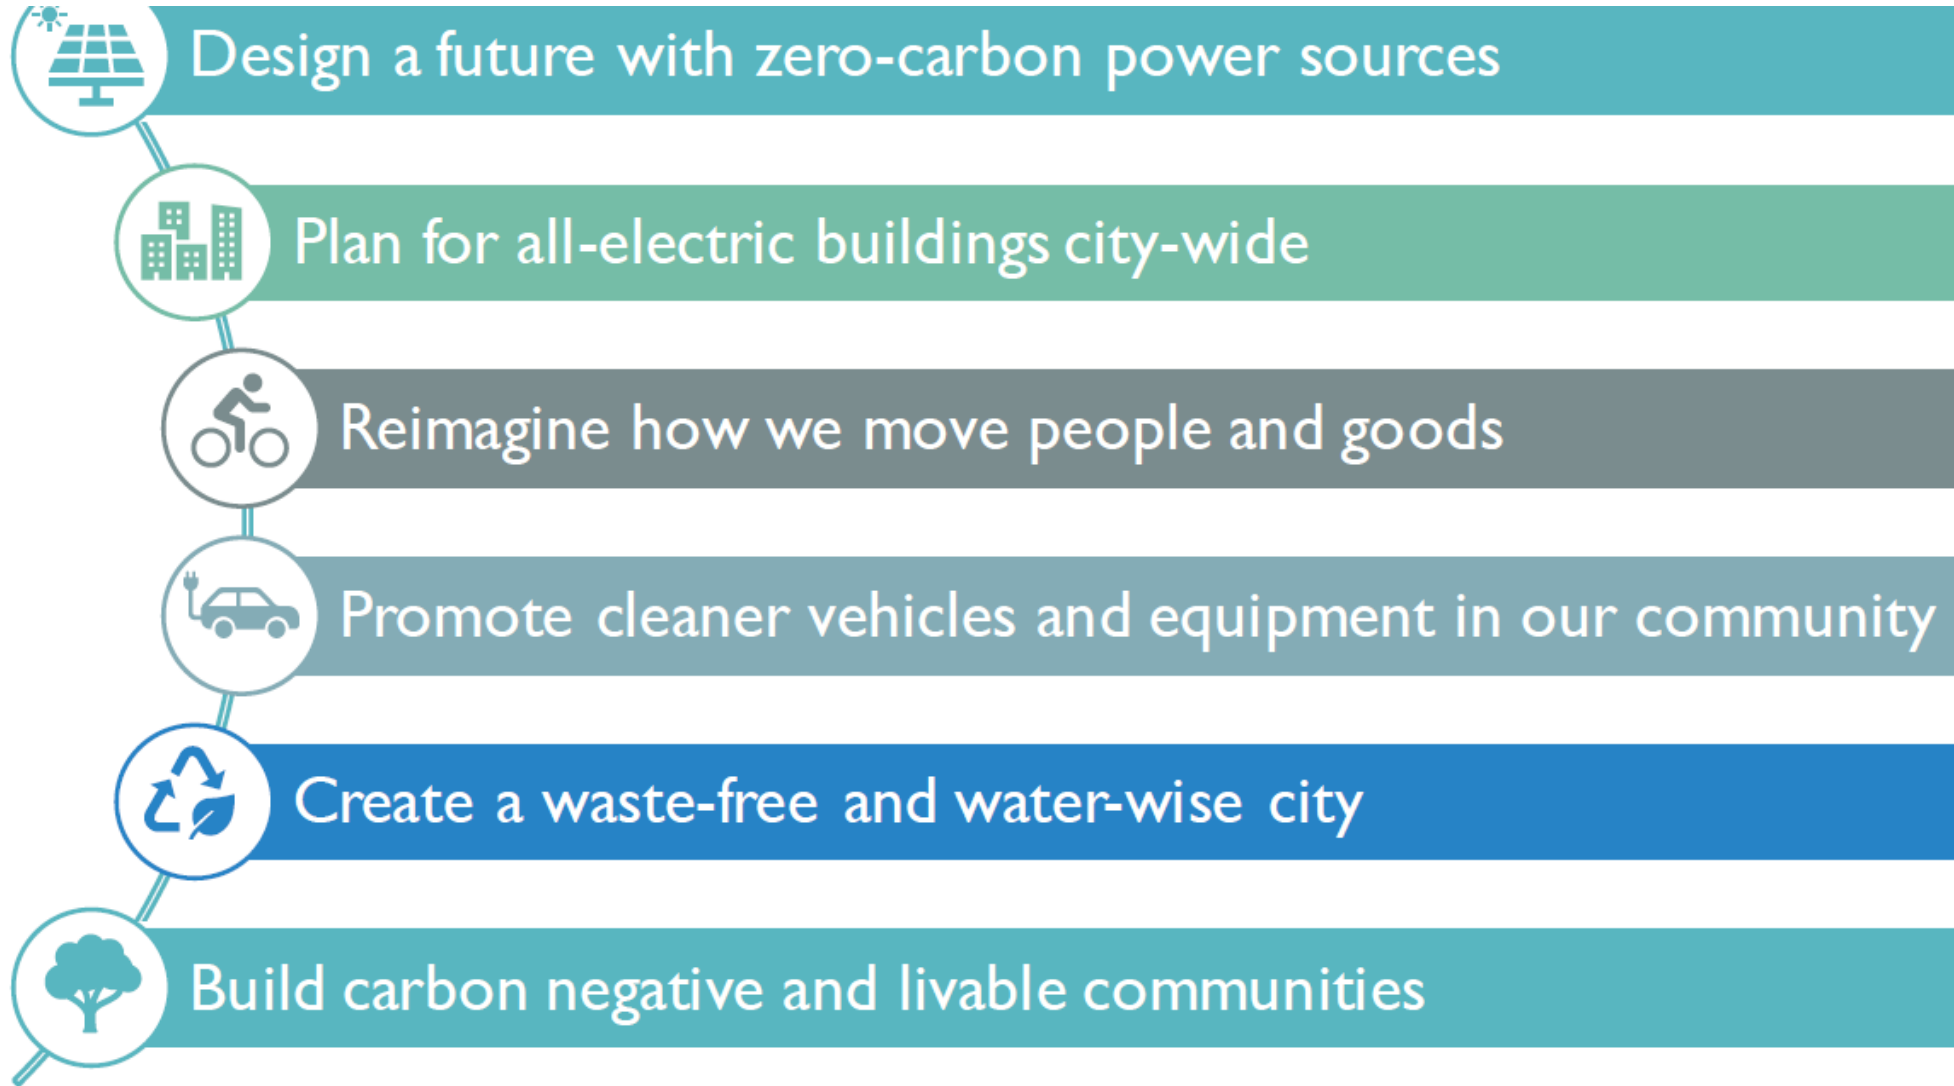 Design a future with zero-carbon power sources
Plan for all-electric buildings city-wide
Reimagine how we move people and goods
Promote cleaner vehicles and equipment in our community
Create a waste-free and water-wise city
Build carbon negative and livable communities